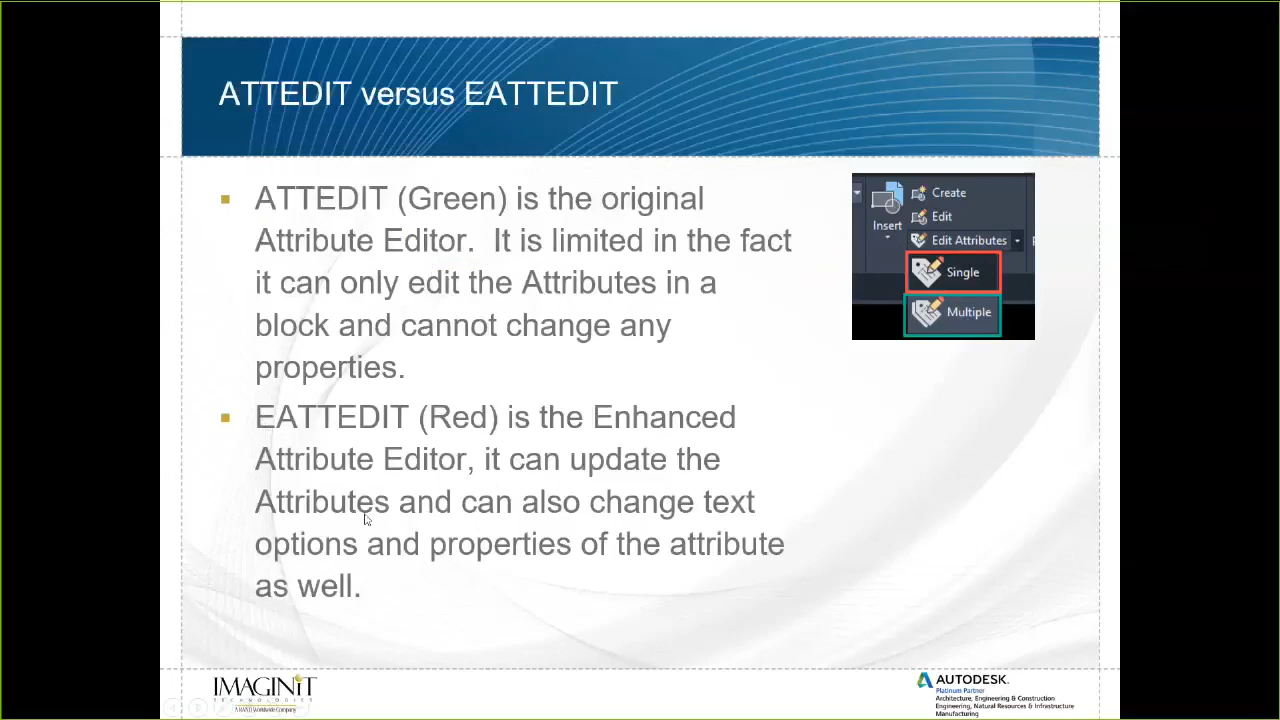 ATTEDIT versus EATTEDIT
ATTEDIT (Green) is the original
Attribute Editor.  It is limited in the fact
it can only edit the Attributes in a
block and cannot change any
properties.
EATTEDIT (Red) is the Enhanced
Attribute Editor, it can update the
Attributes and can also change text
options and properties of the attribute
as well.
Create
Edit
Insert
Edit Attributes
Single
Multiple
IMAGINiT
TECHNOLOGIES
A RAND Worldwide Company
AUTODESK.
Platinum Partner
Architecture, Engineering & Construction
Engineering, Natural Resources & Infrastructure
Manufacturing